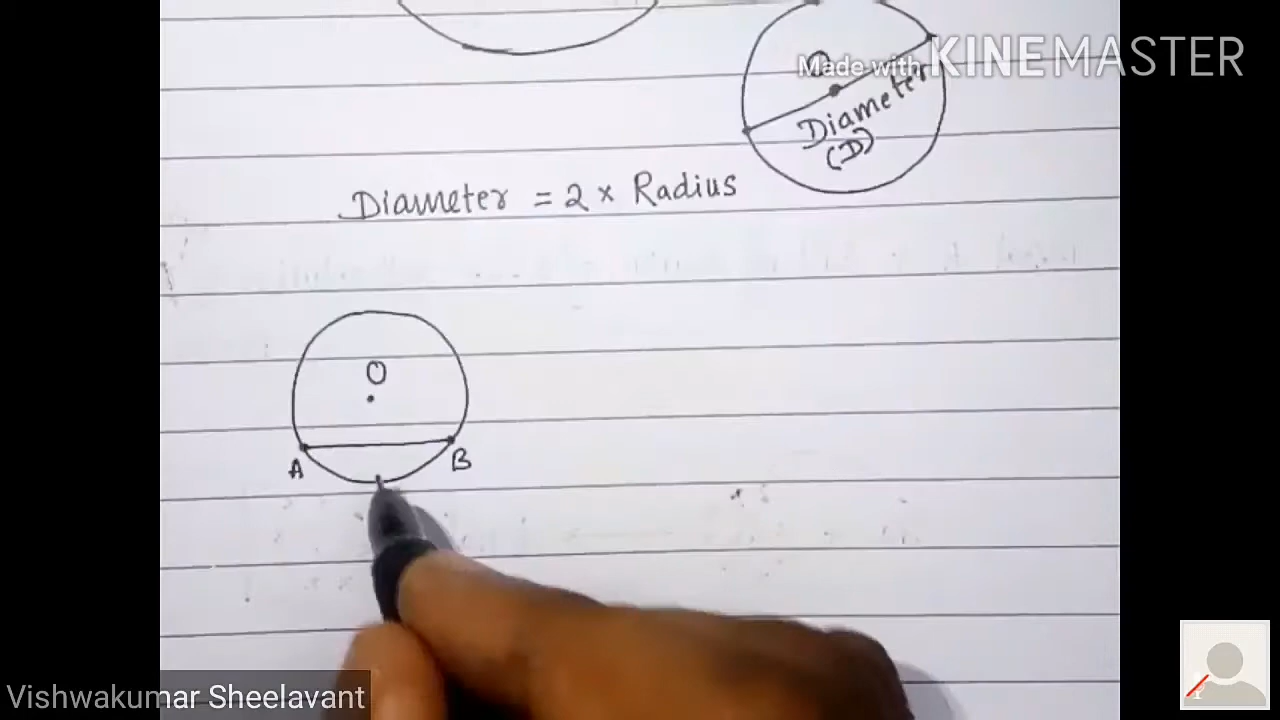 O
Made with KINEMASTER
Diameter
(D)
Diameter = 2 × Radius
O
A
B
Vishwakumar Sheelavant